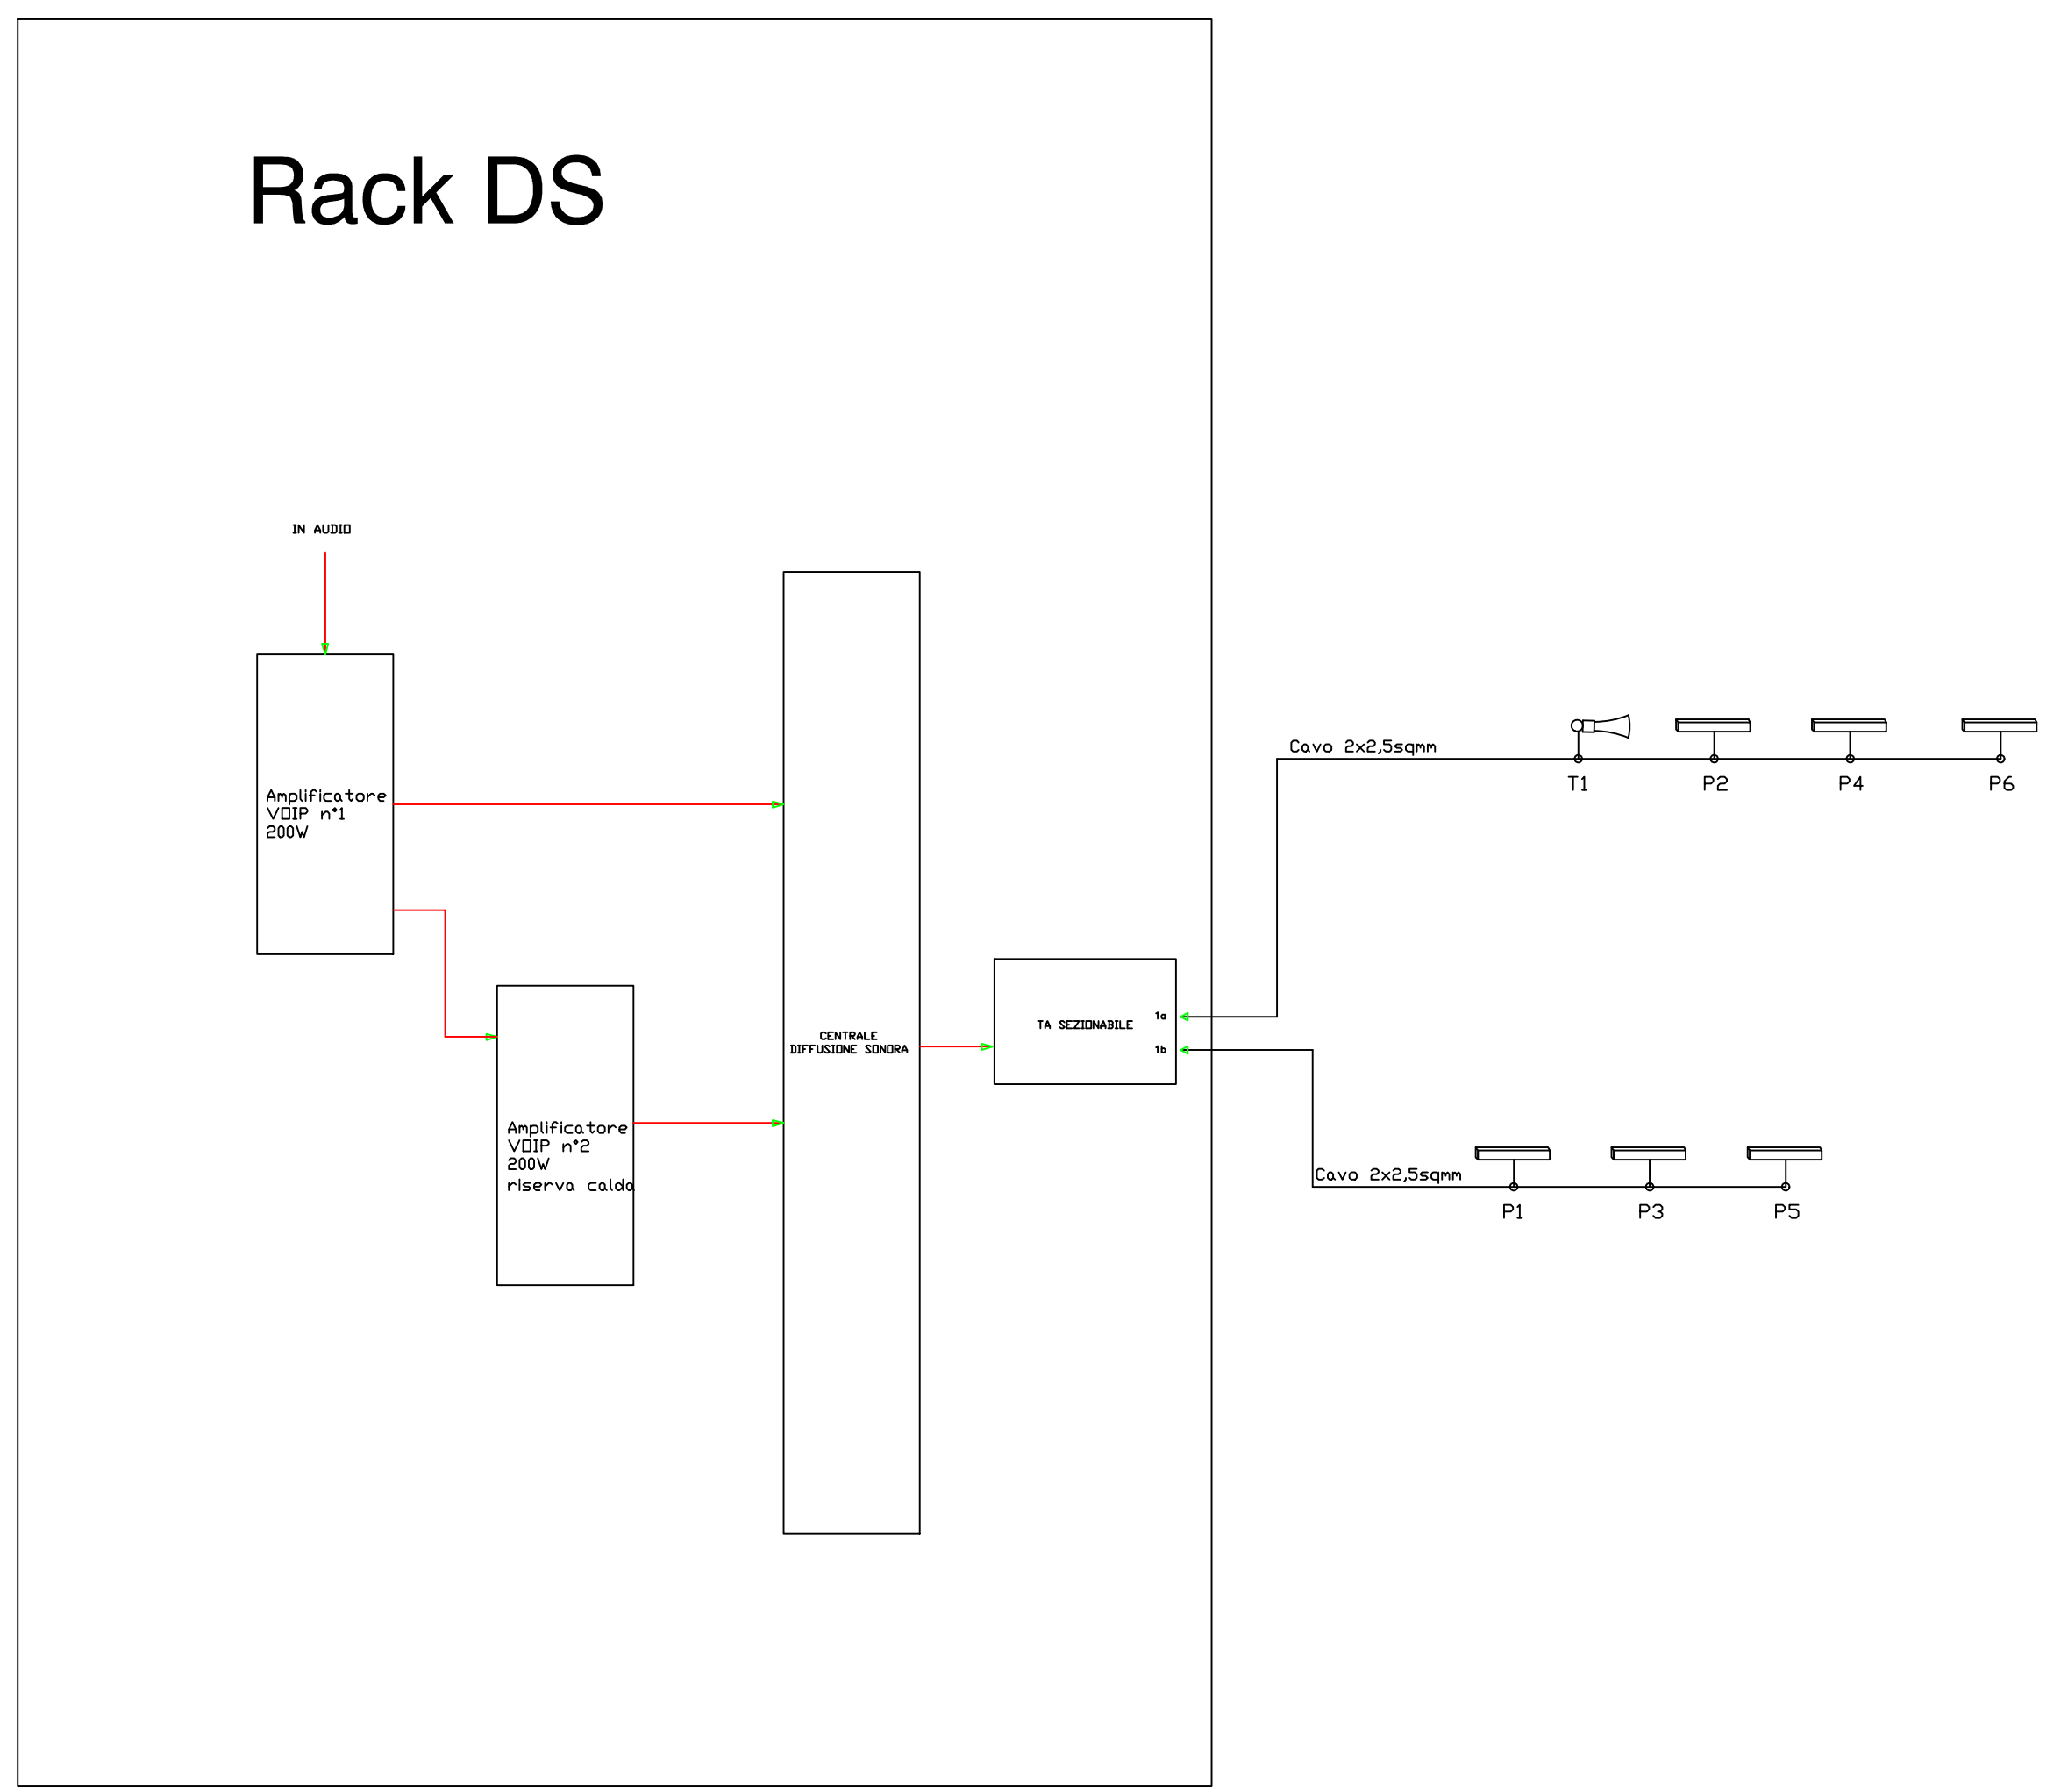 Rack DS
IN AUDIO
Amplificatore
VOIP n°1
200W
Amplificatore
VOIP n°2
200W
riserva calda
CENTRALE
DIFFUSIONE SONORA
TA SEZIONABILE
1a
1b
Cavo 2x2,5sqmm
T1
P2
P4
P6
Cavo 2x2,5sqmm
P1
P3
P5